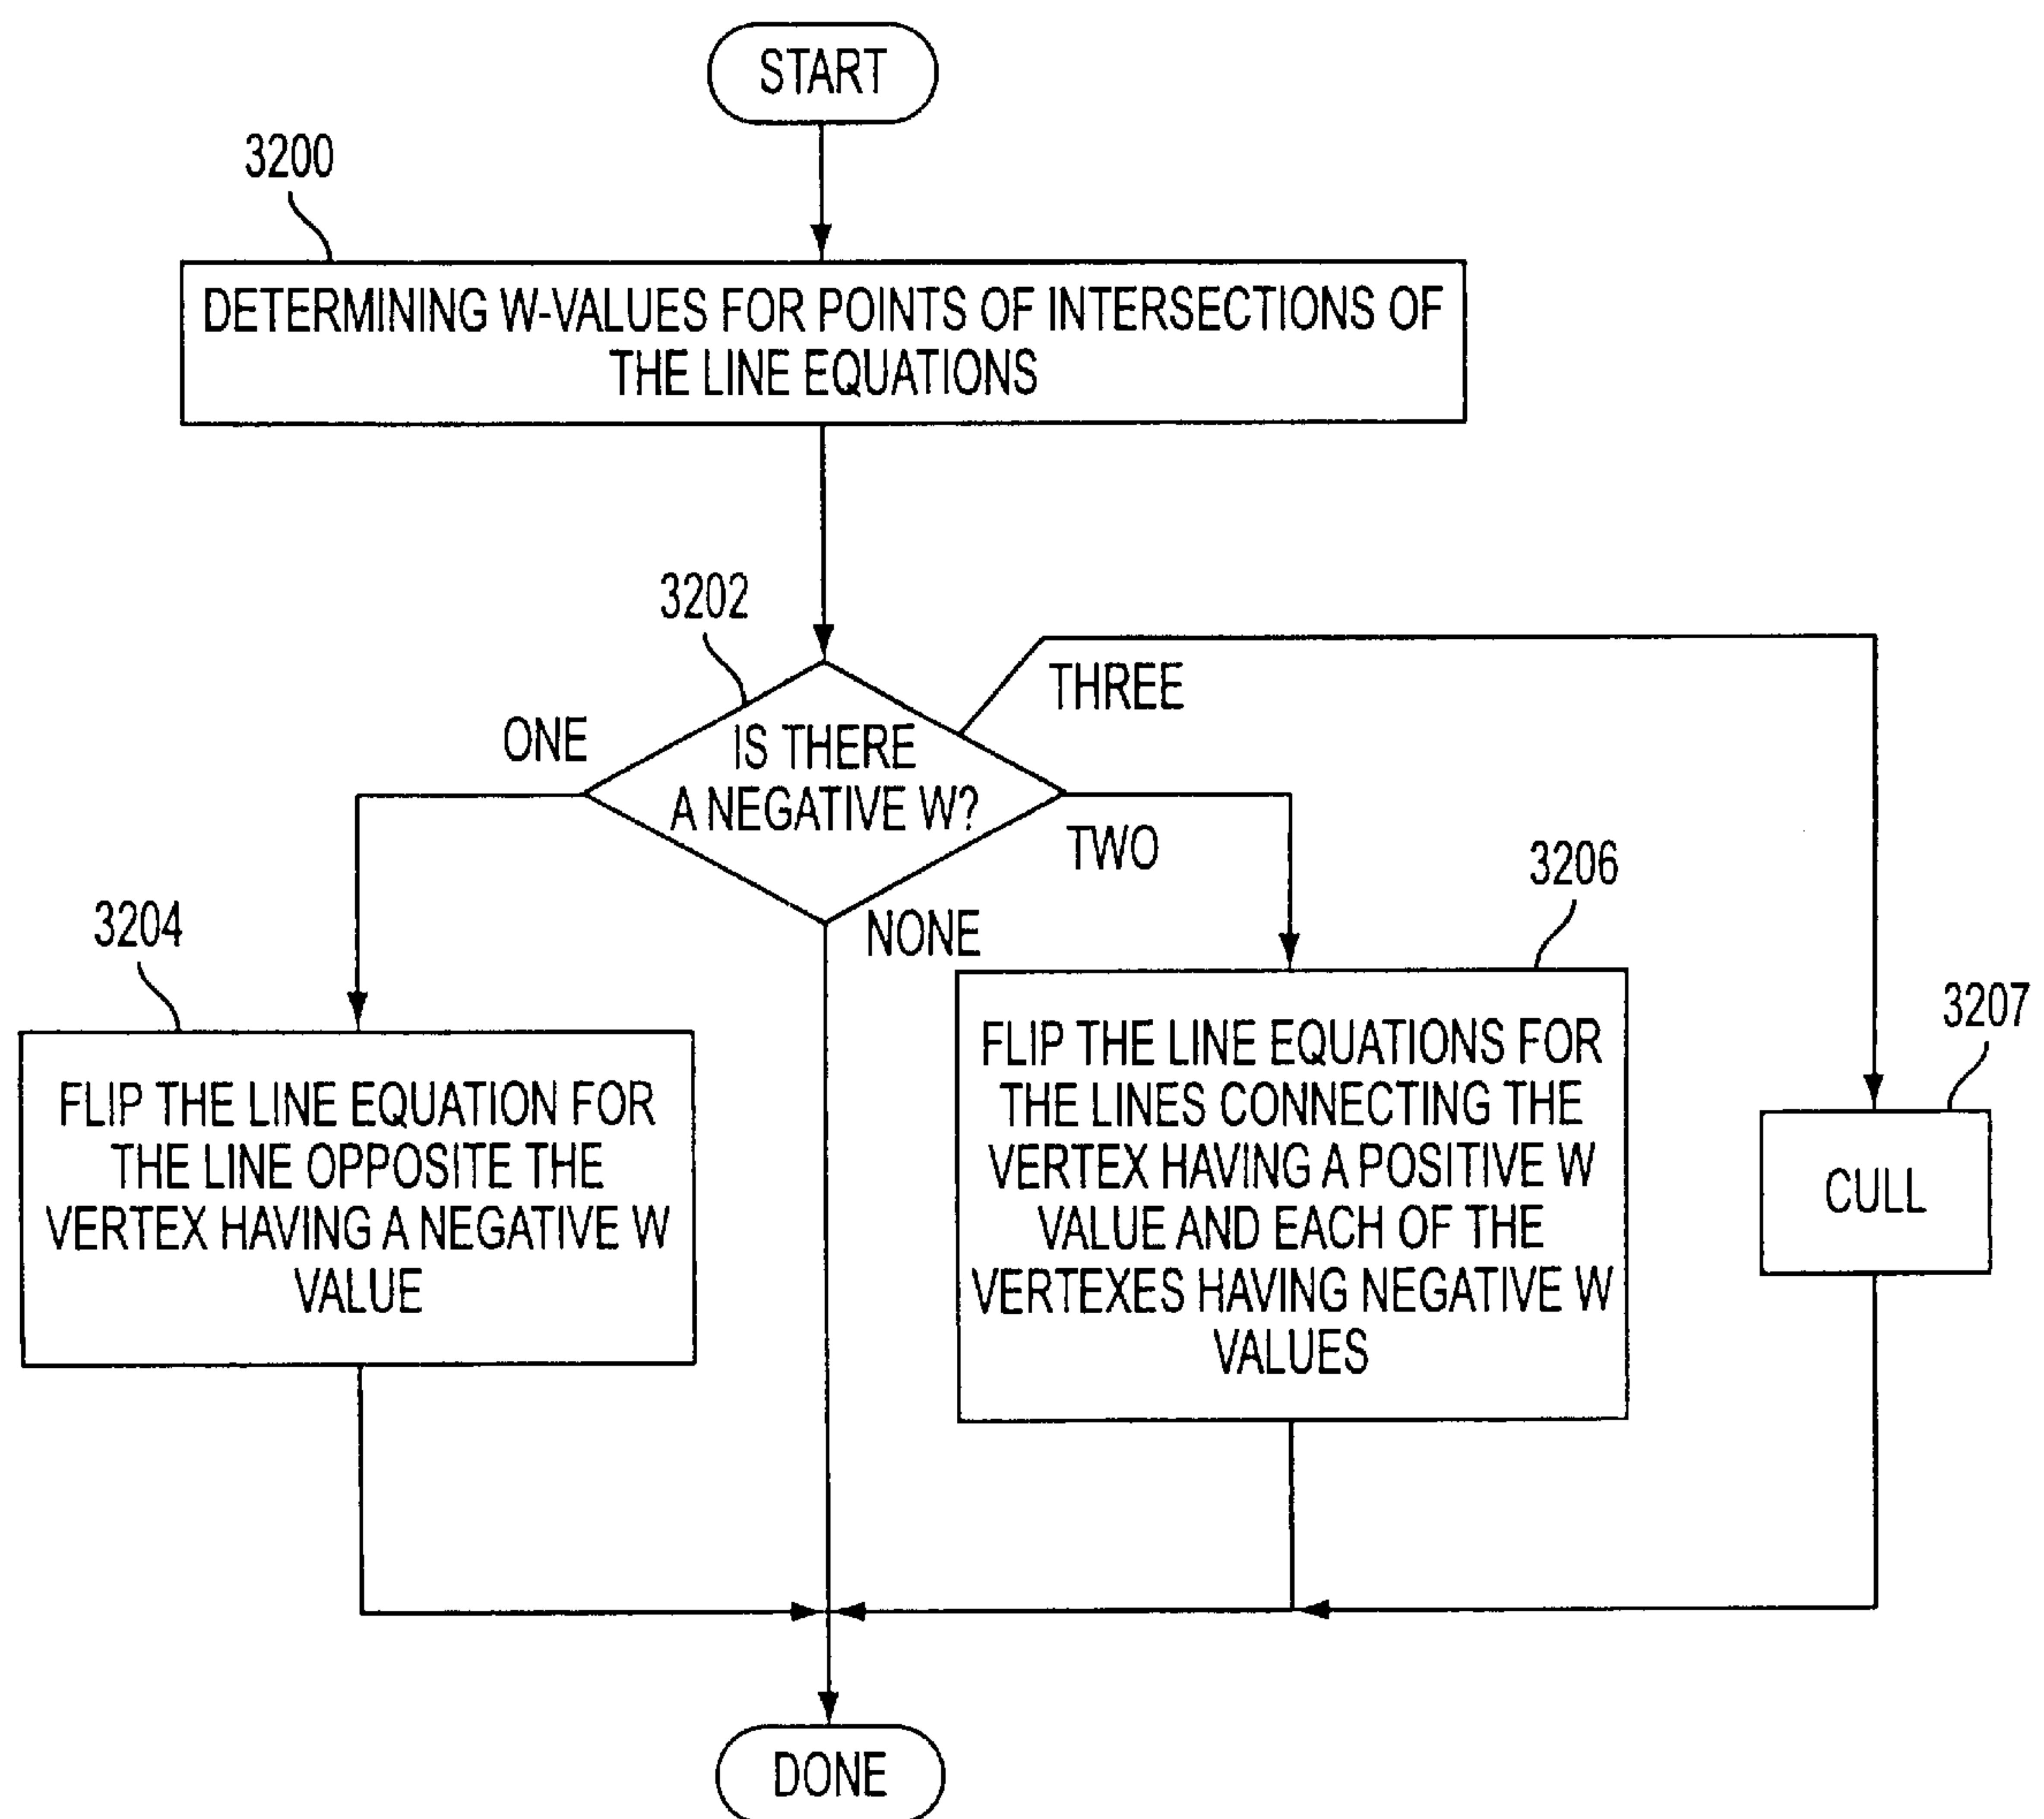 START
3200
DETERMINING W-VALUES FOR POINTS OF INTERSECTIONS OF
THE LINE EQUATIONS
3202
THREE
ONE
IS THERE
A NEGATIVE W?
TWO
NONE
3204
FLIP THE LINE EQUATION FOR
THE LINE OPPOSITE THE
VERTEX HAVING A NEGATIVE W
VALUE
3206
FLIP THE LINE EQUATIONS FOR
THE LINES CONNECTING THE
VERTEX HAVING A POSITIVE W
VALUE AND EACH OF THE
VERTEXES HAVING NEGATIVE W
VALUES
3207
CULL
DONE